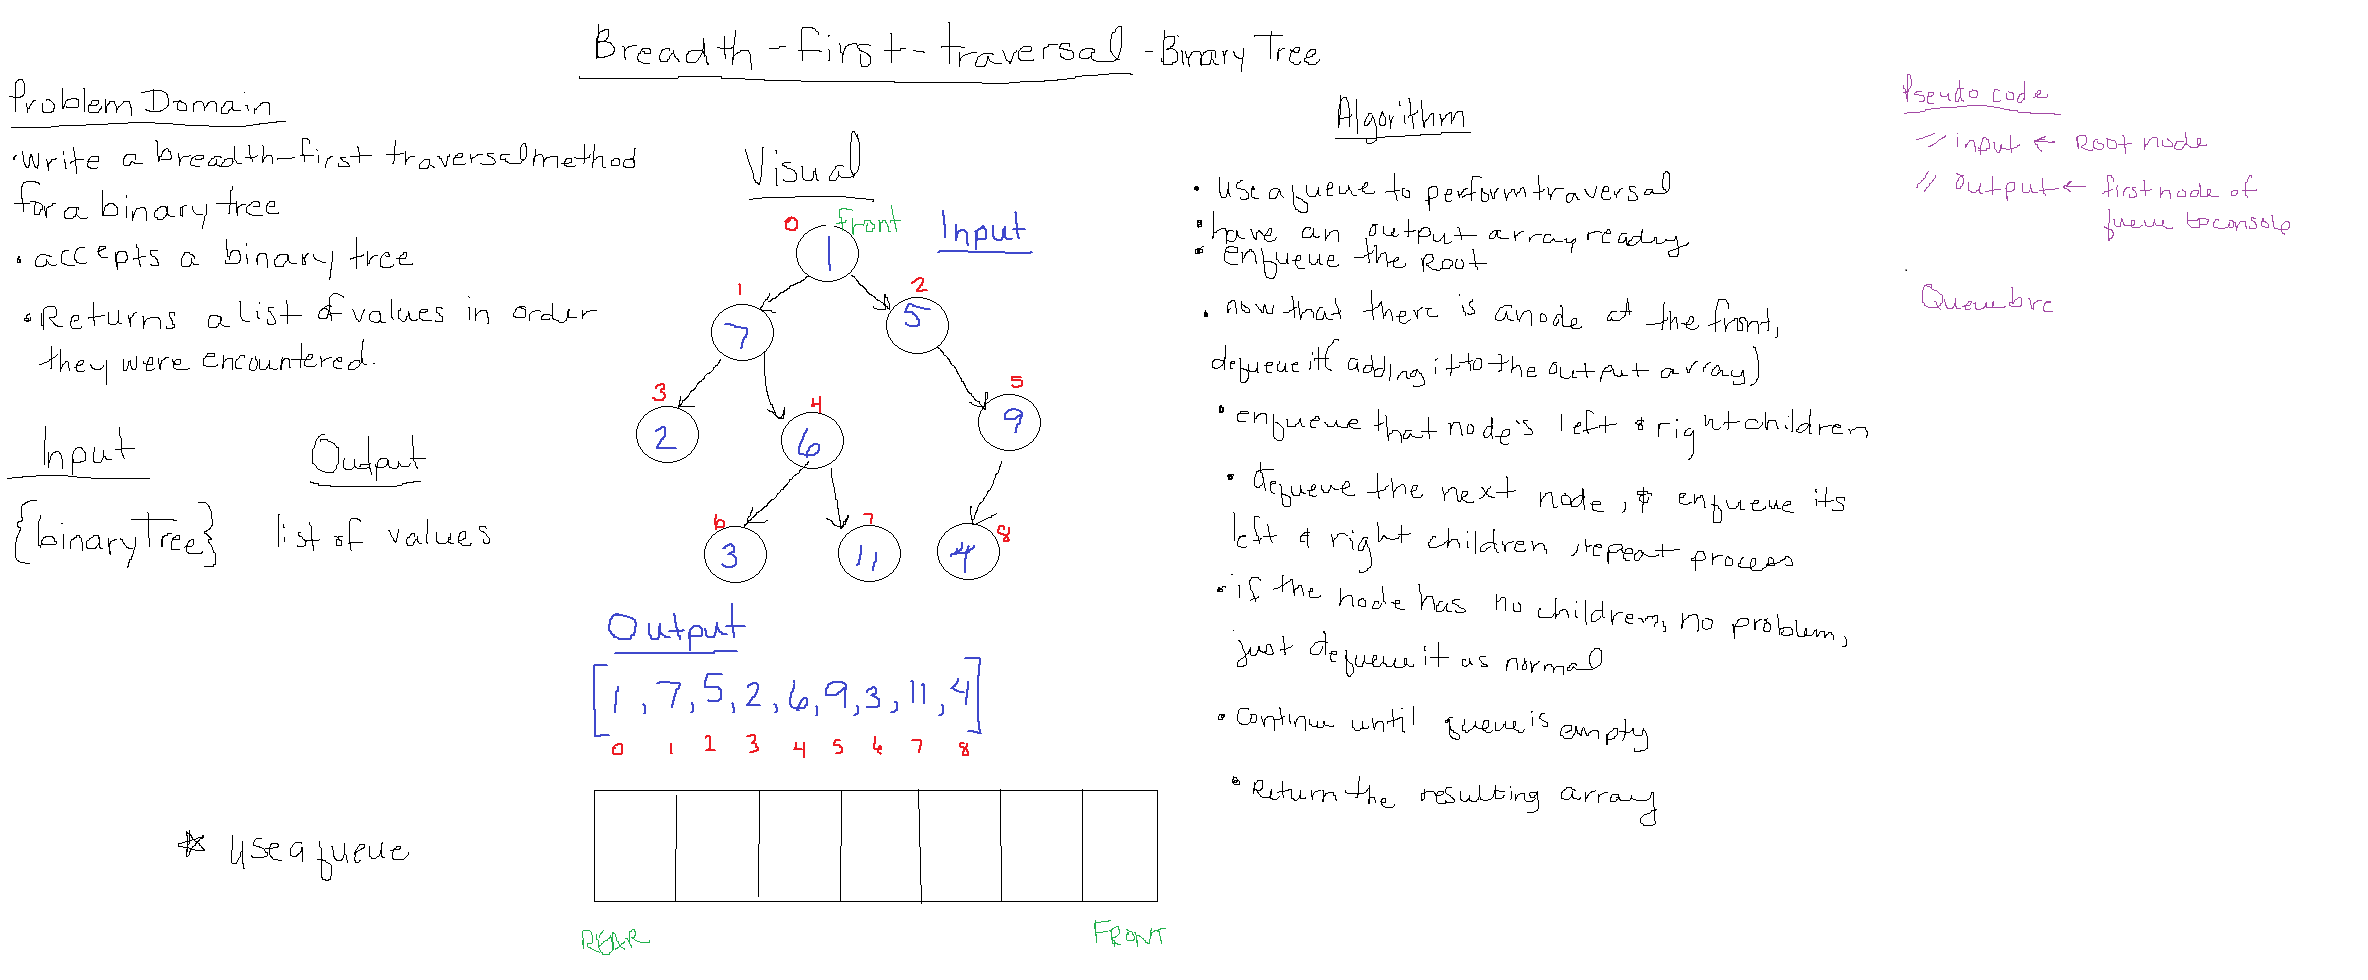 Breadth-first-traversal - Binary Tree
Problem Domain
• Write a breadth-first traversal method
for a binary tree
• accepts a binary tree
• Returns a list of values in order
they were encountered.
Input
Output
{binaryTree}
list of values
* Use a queue
Visual
0
front
Input
1
1
2
7
5
3
4
5
2
6
9
6
7
8
3
11
4
Output
[1, 7, 5, 2, 6, 9, 3, 11, 4]
0 1 2 3 4 5 6 7 8
REAR
FRONT
Algorithm
• use a queue to perform traversal
• have an output array ready
• enqueue the Root
• now that there is a node at the front,
dequeue it (adding it to the output array)
• enqueue that node's left & right children
• dequeue the next node, & enqueue its
left & right children, repeat process
• if the node has no children, no problem,
just dequeue it as normal
• Continue until queue is empty
• Return the resulting array
Pseudo code
// input ← Root node
// output ← first node of
queue to console